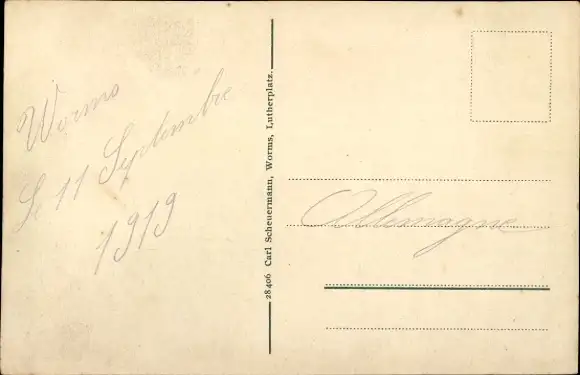 Worms
Le 11 Septembre
1919
28406 Carl Scheuermann, Worms, Lutherplatz.
Allemagne